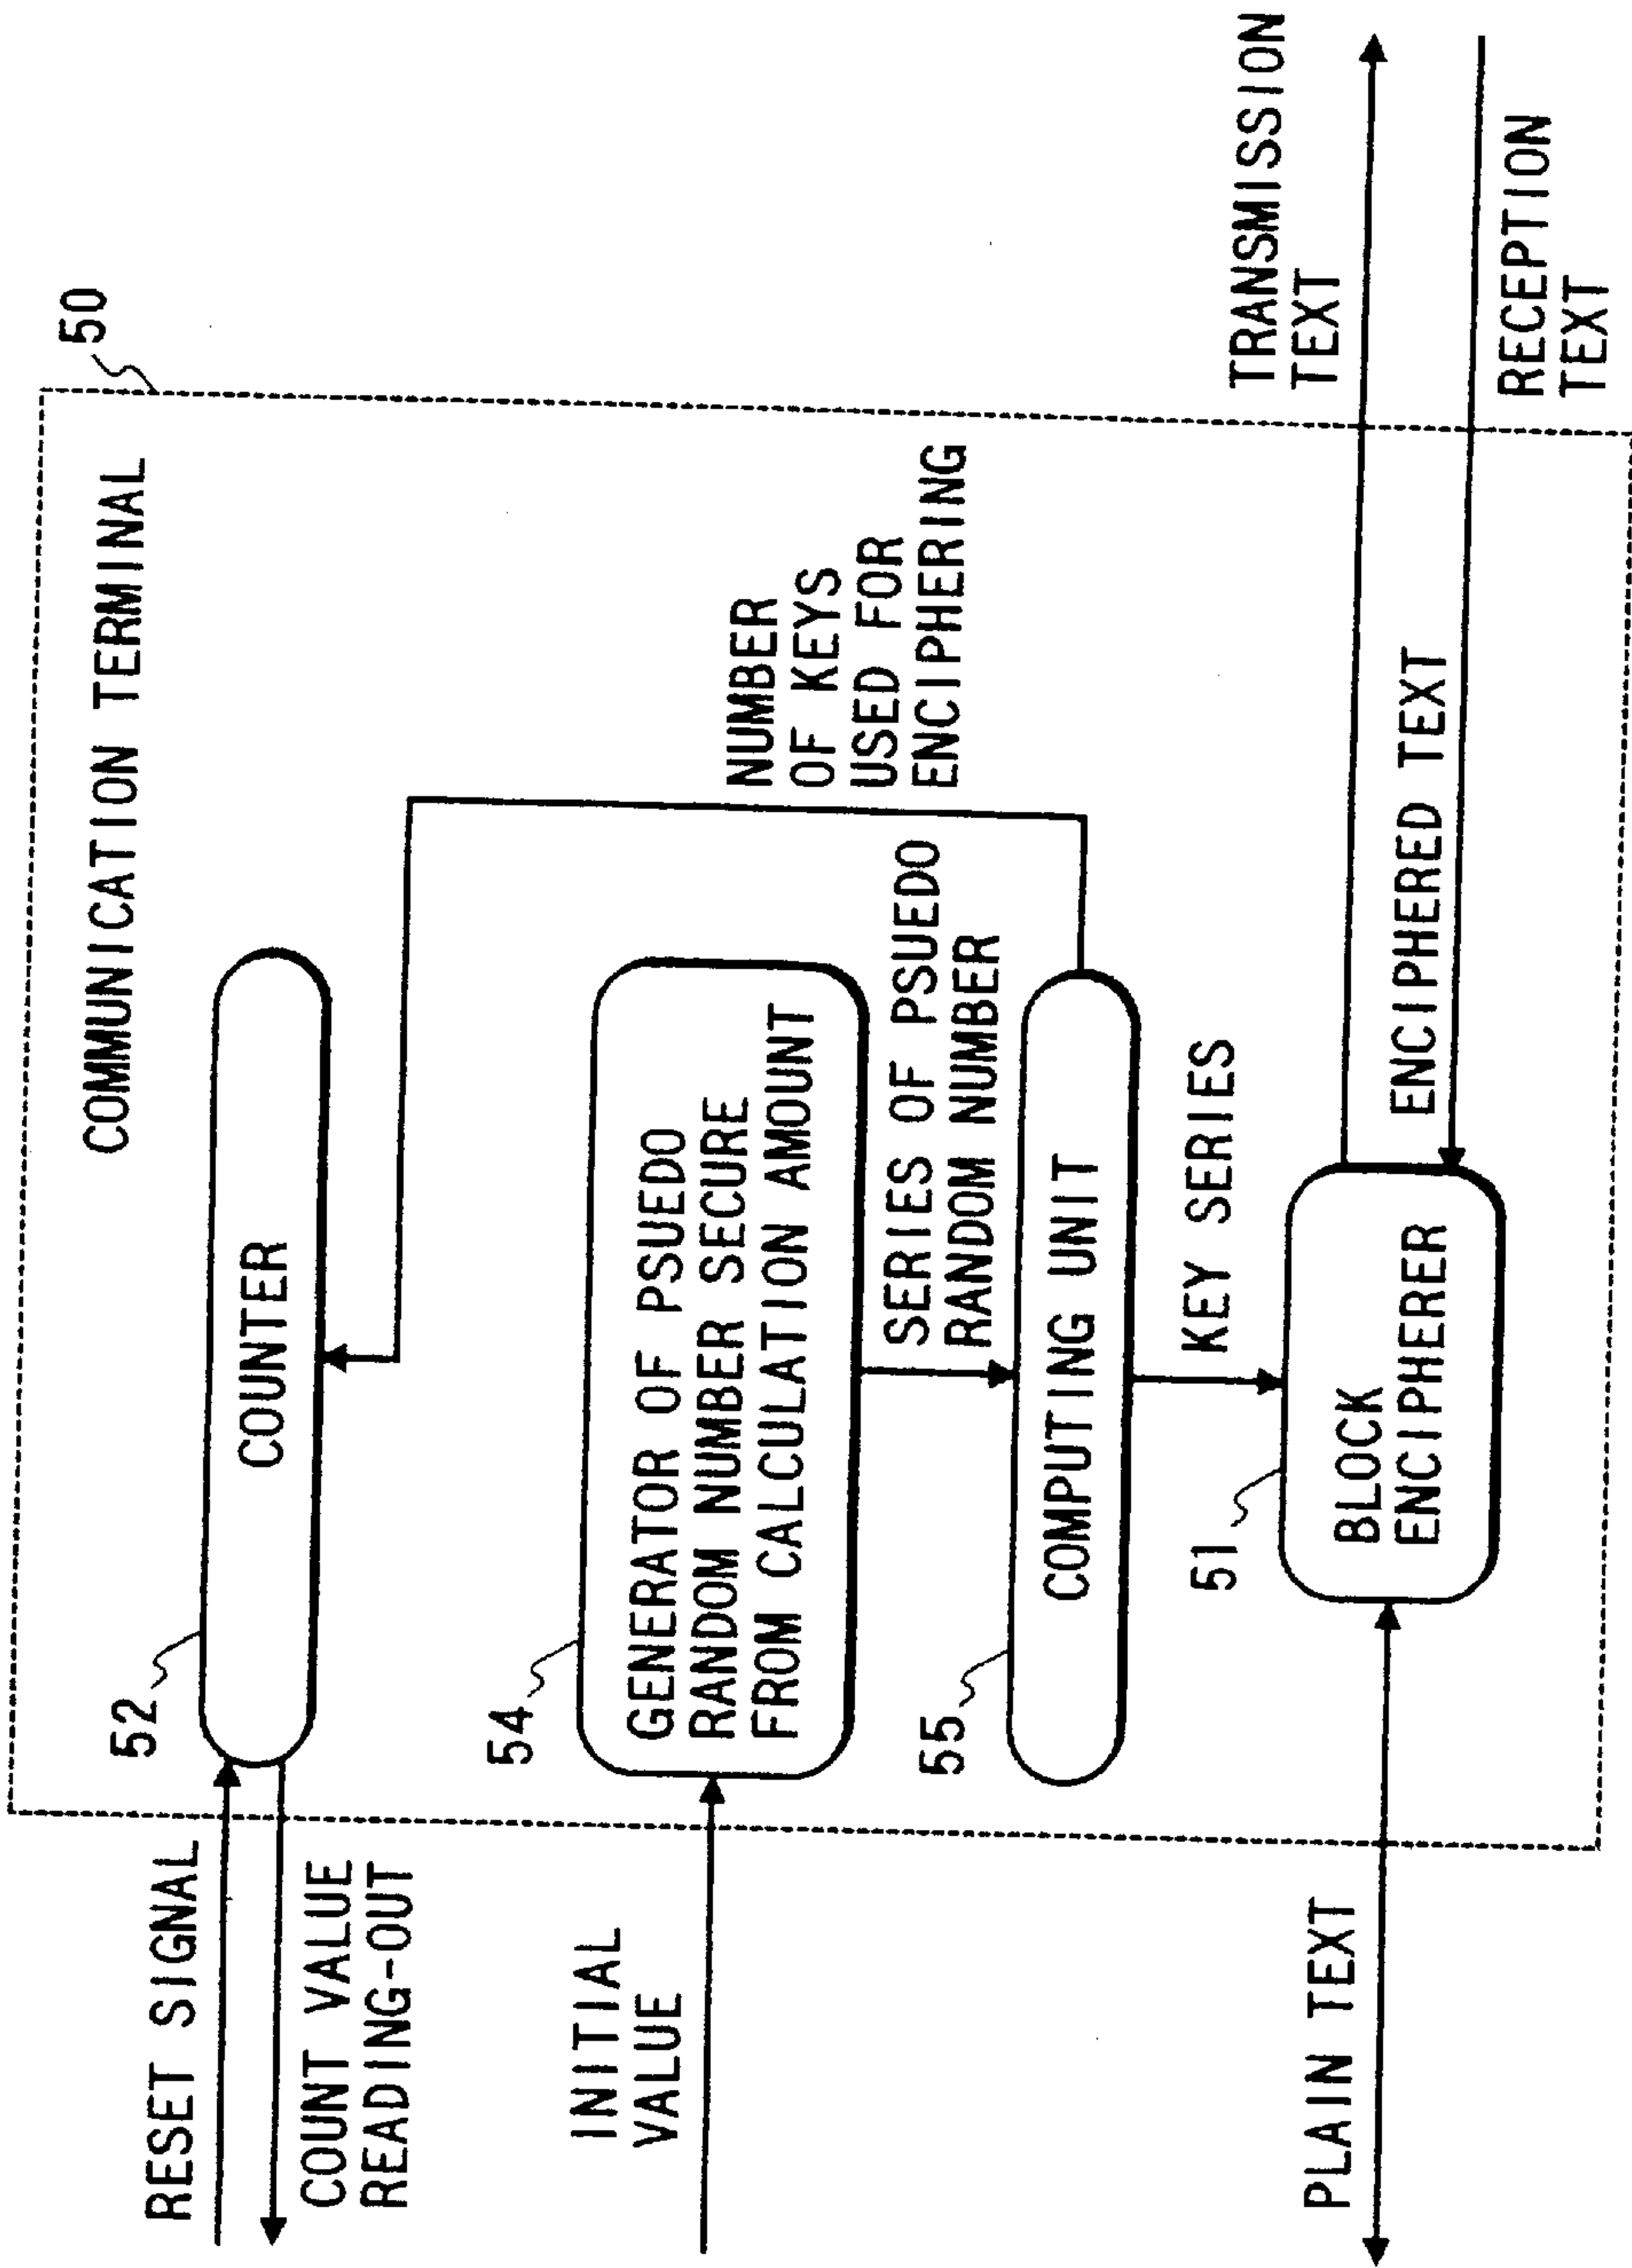 50
COMMUNICATION TERMINAL
RESET SIGNAL
COUNT VALUE
READING-OUT
52
COUNTER
NUMBER
OF KEYS
USED FOR
ENCIPHERING
INITIAL
VALUE
54
GENERATOR OF PSUEDO
RANDOM NUMBER SECURE
FROM CALCULATION AMOUNT
SERIES OF PSUEDO
RANDOM NUMBER
55
COMPUTING UNIT
KEY SERIES
51
BLOCK
ENCIPHERER
PLAIN TEXT
ENCIPHERED TEXT
TRANSMISSION
TEXT
RECEPTION
TEXT